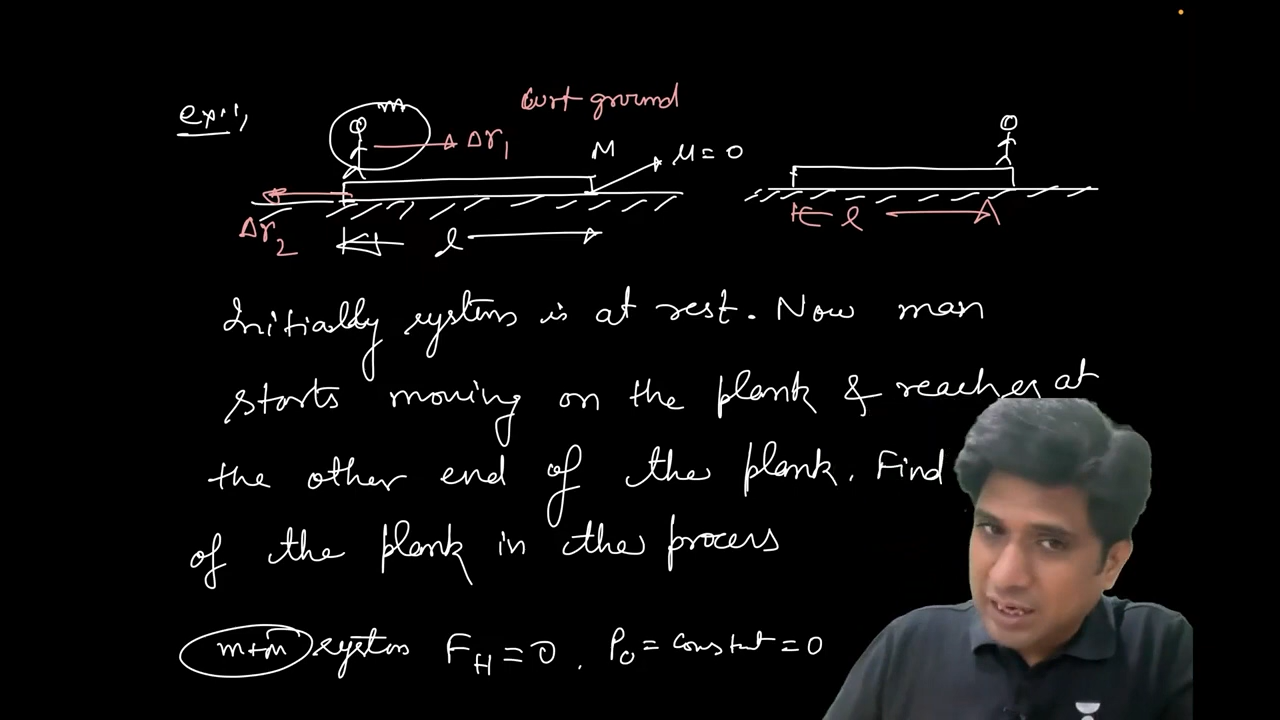 ex:1,
m
Δr₁
wrt ground
M
μ = 0
Δr₂
l
l
Initially system is at rest. Now man
starts moving on the plank & reaches at
the other end of the plank. Find
of the plank in the process
m+m system F_H = 0, P₀ = constant = 0